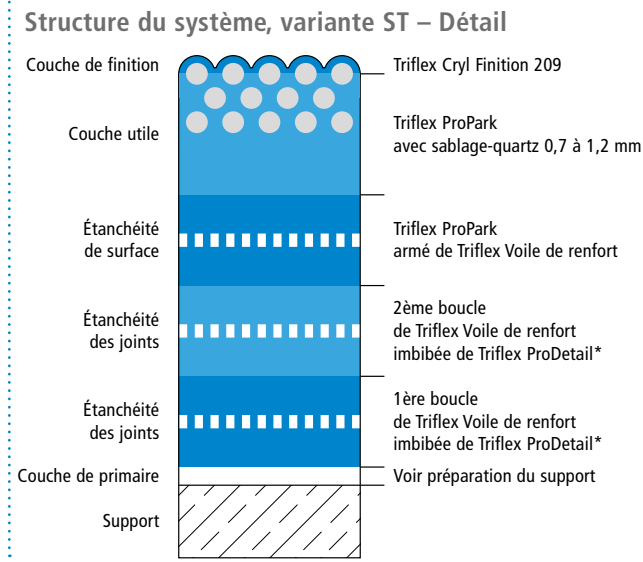 Structure du système, variante ST – Détail
Couche de finition
Triflex Cryl Finition 209
Couche utile
Triflex ProPark
avec sablage-quartz 0,7 à 1,2 mm
Étanchéité
de surface
Triflex ProPark
armé de Triflex Voile de renfort
Étanchéité
des joints
2ème boucle
de Triflex Voile de renfort
imbibée de Triflex ProDetail*
Étanchéité
des joints
1ère boucle
de Triflex Voile de renfort
imbibée de Triflex ProDetail*
Couche de primaire
Voir préparation du support
Support